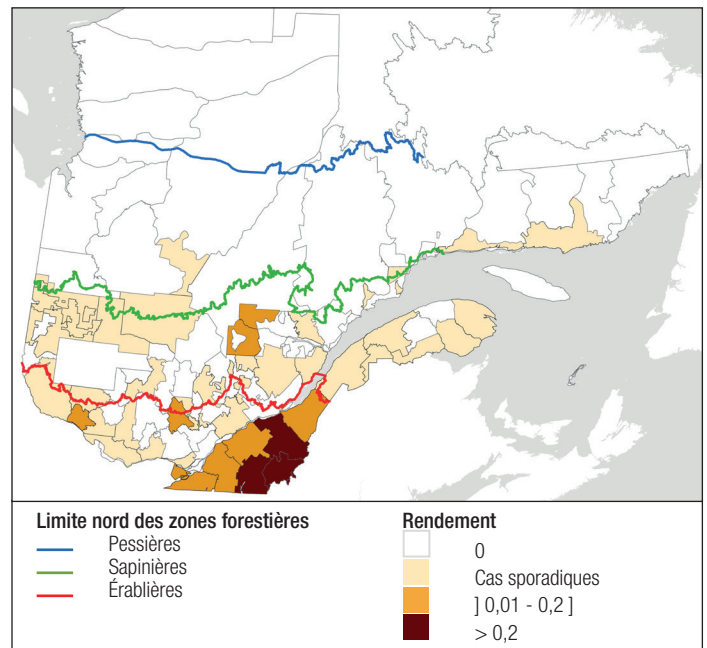 Limite nord des zones forestières
Pessières
Sapinières
Érablières
Rendement
0
Cas sporadiques
] 0,01 - 0,2 ]
> 0,2